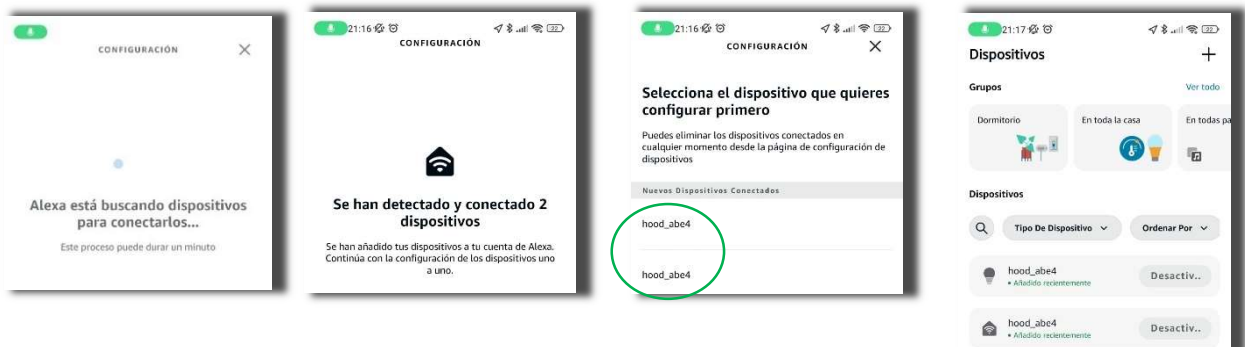 CONFIGURACIÓN
Alexa está buscando dispositivos
para conectarlos...
Este proceso puede durar un minuto
21:16
32
CONFIGURACIÓN
Se han detectado y conectado 2
dispositivos
Se han añadido tus dispositivos a tu cuenta de Alexa.
Continúa con la configuración de los dispositivos uno
a uno.
21:16
32
CONFIGURACIÓN
Selecciona el dispositivo que quieres
configurar primero
Puedes eliminar los dispositivos conectados en
cualquier momento desde la página de configuración de
dispositivos
Nuevos Dispositivos Conectados
hood_abe4
hood_abe4
21:17
32
Dispositivos
Grupos Ver todo
Dormitorio En toda la casa En todas pa
Dispositivos
Tipo De Dispositivo Ordenar Por
hood_abe4 Desactiv..
• Añadido recientemente
hood_abe4 Desactiv..
• Añadido recientemente